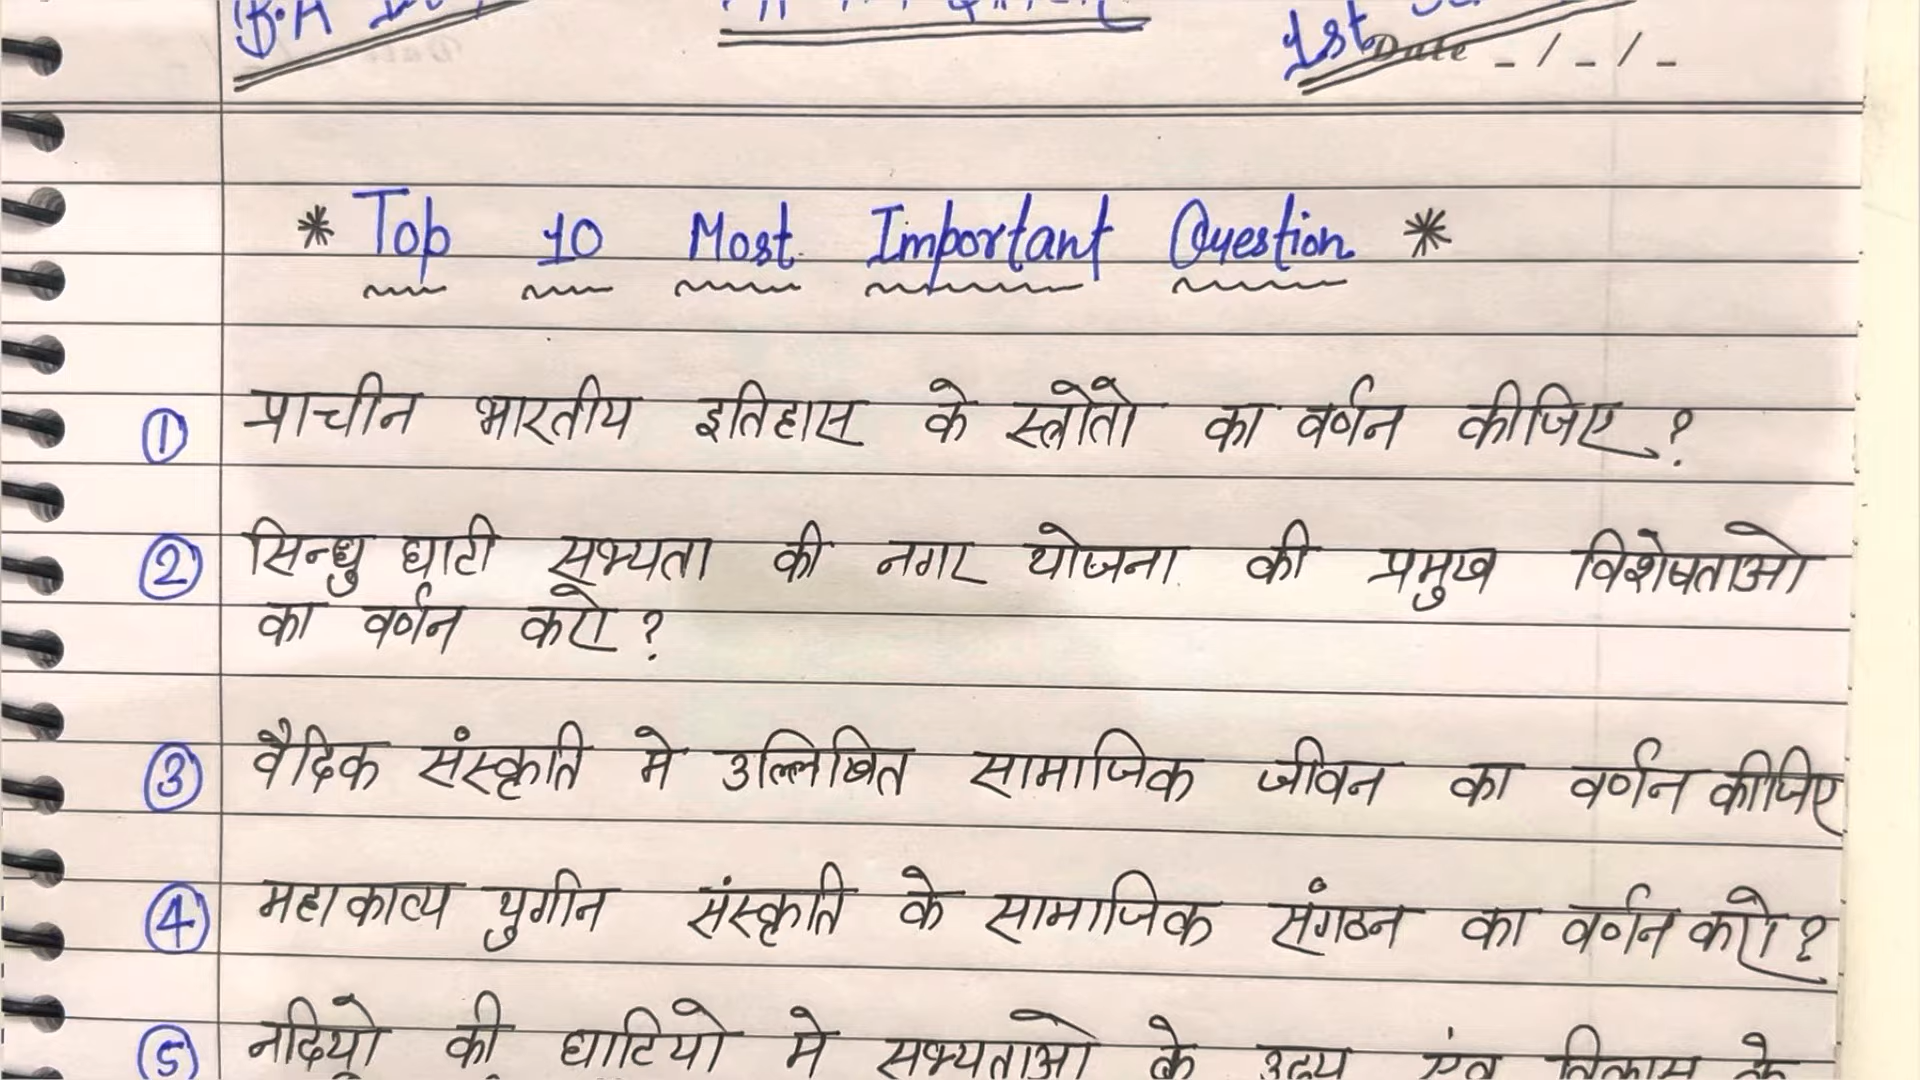 B.A
1st
Date _/_/_
* Top 10 Most Important Question *
① प्राचीन भारतीय इतिहास के स्त्रोतो का वर्णन कीजिए ?
② सिन्धु घाटी सभ्यता की नगर योजना की प्रमुख विशेषताओ
का वर्णन करो ?
③ वैदिक संस्कृति मे उल्लिखित सामाजिक जीवन का वर्णन कीजिए
④ महाकाव्य युगीन संस्कृति के सामाजिक संगठन का वर्णन करो ?
⑤ नदियो की घाटियो मे सभ्यताओ के उदय एंव विकास के